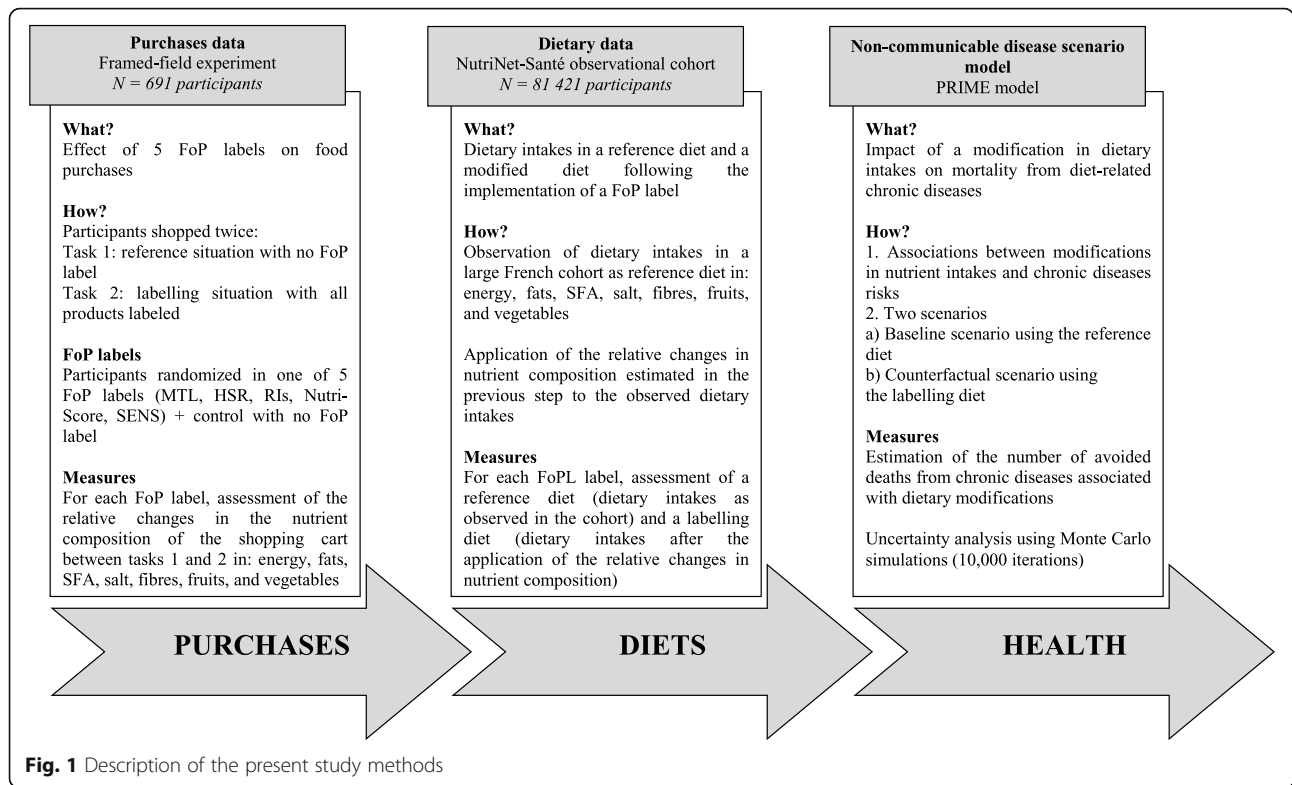 Purchases data
Framed-field experiment
N = 691 participants
What?
Effect of 5 FoP labels on food
purchases
How?
Participants shopped twice:
Task 1: reference situation with no FoP
label
Task 2: labelling situation with all
products labeled
FoP labels
Participants randomized in one of 5
FoP labels (MTL, HSR, RIs, Nutri-
Score, SENS) + control with no FoP
label
Measures
For each FoP label, assessment of the
relative changes in the nutrient
composition of the shopping cart
between tasks 1 and 2 in: energy, fats,
SFA, salt, fibres, fruits, and vegetables
PURCHASES
Dietary data
NutriNet-Santé observational cohort
N = 81 421 participants
What?
Dietary intakes in a reference diet and a
modified diet following the
implementation of a FoP label
How?
Observation of dietary intakes in a
large French cohort as reference diet in:
energy, fats, SFA, salt, fibres, fruits,
and vegetables
Application of the relative changes in
nutrient composition estimated in the
previous step to the observed dietary
intakes
Measures
For each FoPL label, assessment of a
reference diet (dietary intakes as
observed in the cohort) and a labelling
diet (dietary intakes after the
application of the relative changes in
nutrient composition)
DIETS
Non-communicable disease scenario
model
PRIME model
What?
Impact of a modification in dietary
intakes on mortality from diet-related
chronic diseases
How?
1. Associations between modifications
in nutrient intakes and chronic diseases
risks
2. Two scenarios
a) Baseline scenario using the reference
diet
b) Counterfactual scenario using
the labelling diet
Measures
Estimation of the number of avoided
deaths from chronic diseases associated
with dietary modifications
Uncertainty analysis using Monte Carlo
simulations (10,000 iterations)
HEALTH
Fig. 1 Description of the present study methods